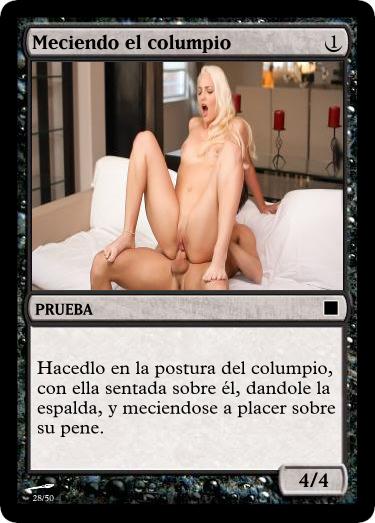 Meciendo el columpio 1
PRUEBA
Hacedlo en la postura del columpio,
con ella sentada sobre él, dandole la
espalda, y meciendose a placer sobre
su pene.
4/4
28/50